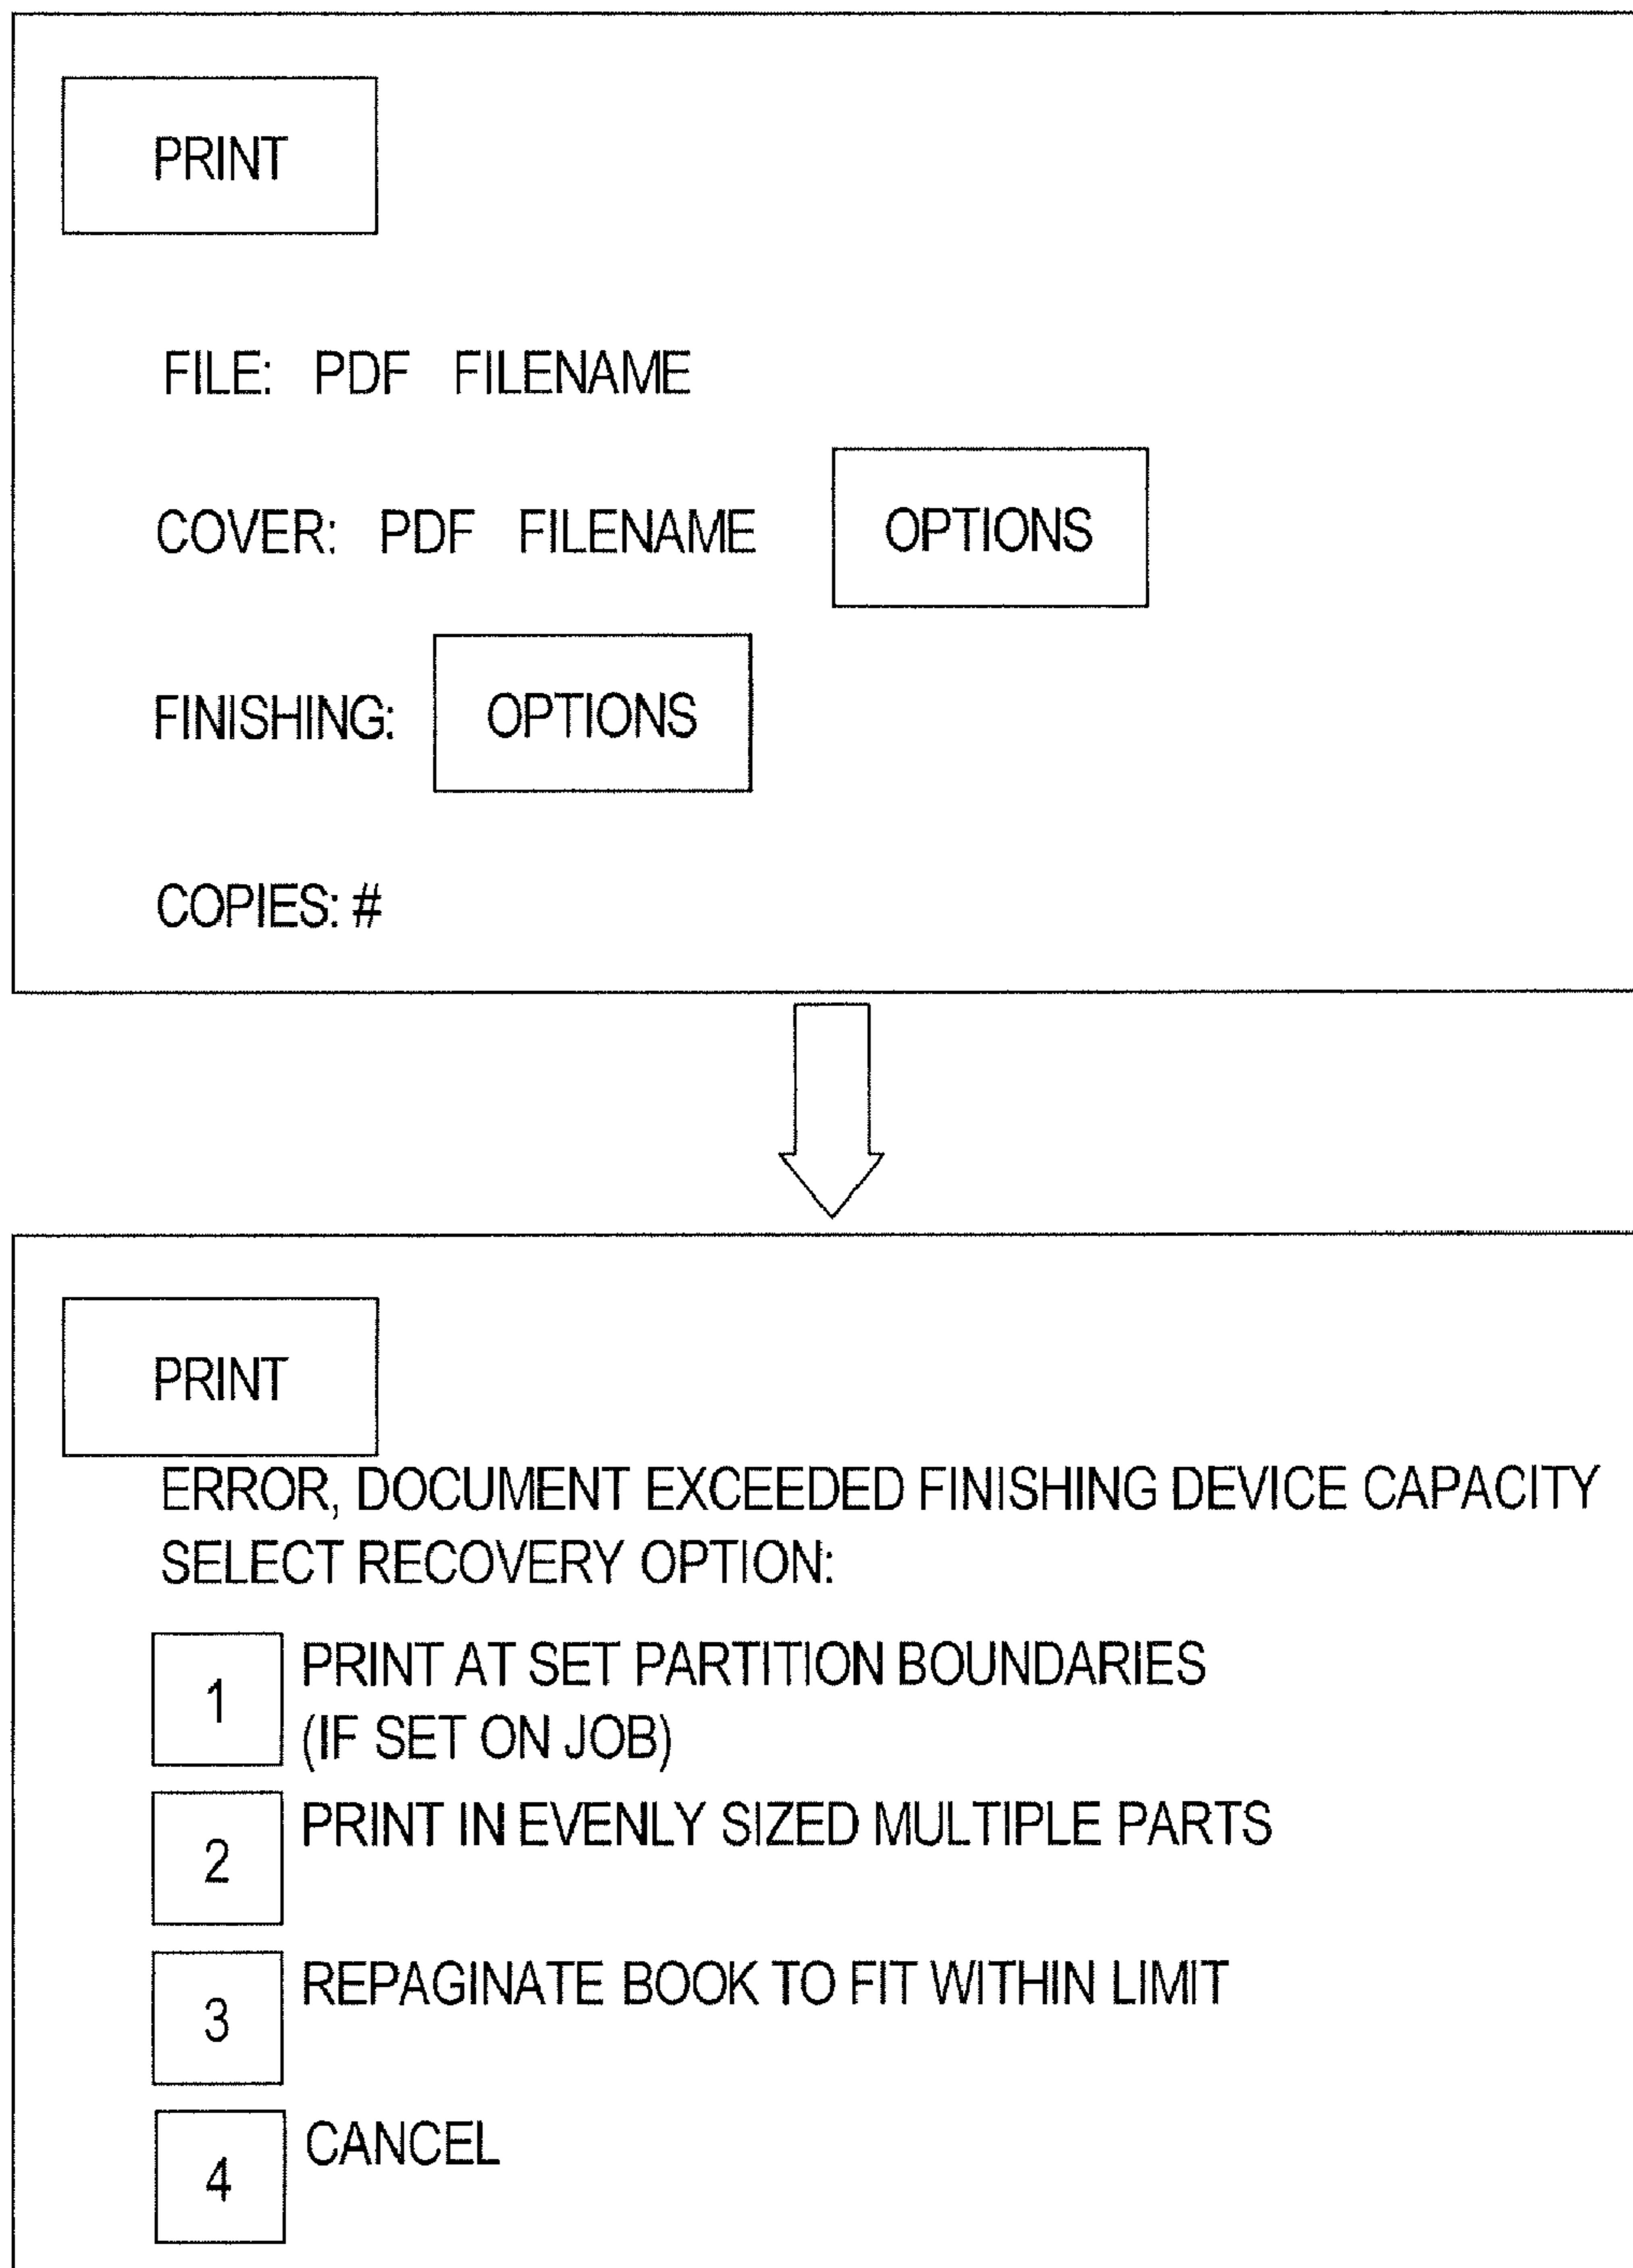 PRINT
FILE: PDF FILENAME
COVER: PDF FILENAME OPTIONS
FINISHING: OPTIONS
COPIES: #
PRINT
ERROR, DOCUMENT EXCEEDED FINISHING DEVICE CAPACITY
SELECT RECOVERY OPTION:
1 PRINT AT SET PARTITION BOUNDARIES
(IF SET ON JOB)
2 PRINT IN EVENLY SIZED MULTIPLE PARTS
3 REPAGINATE BOOK TO FIT WITHIN LIMIT
4 CANCEL